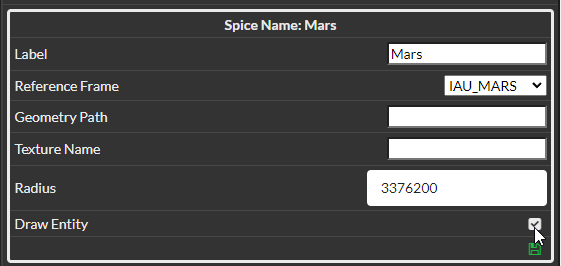 Spice Name: Mars
Label Mars
Reference Frame IAU_MARS
Geometry Path
Texture Name
Radius 3376200
Draw Entity